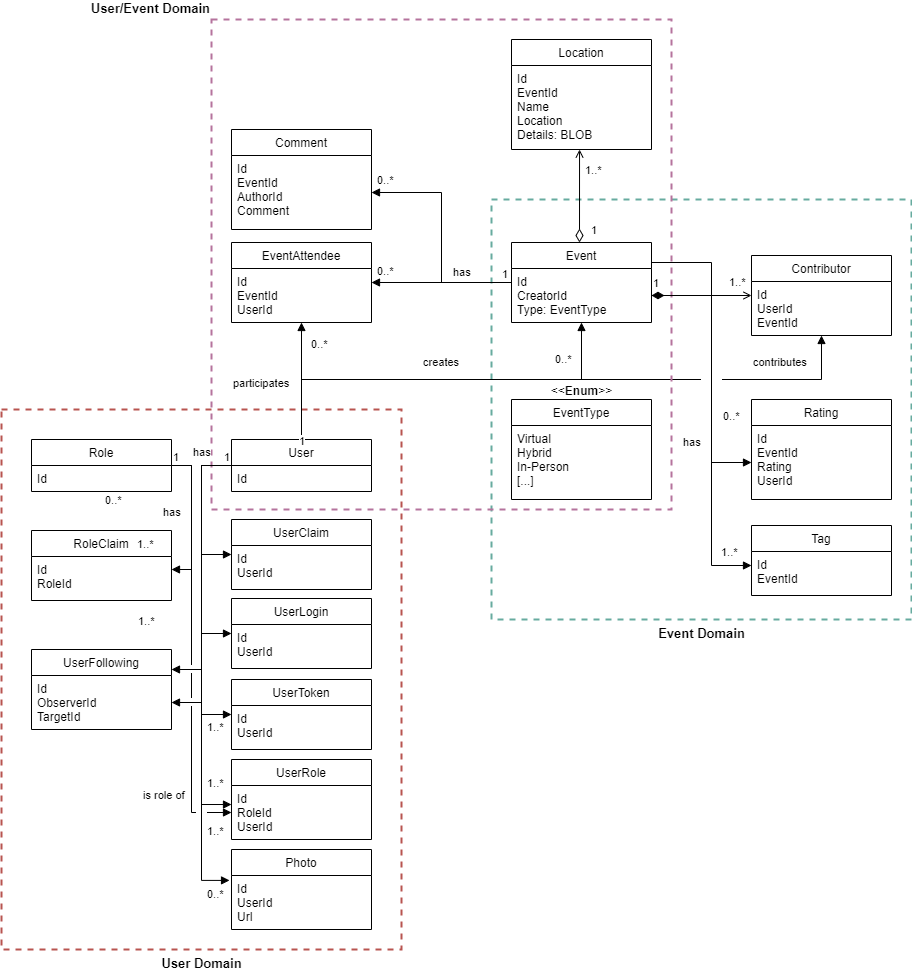 User/Event Domain
Location
Id
EventId
Name
Location
Details: BLOB
1..*
1
Comment
Id
EventId
AuthorId
Comment
0..*
EventAttendee
Id
EventId
UserId
0..*
has
1
Event
Id
CreatorId
Type: EventType
1
1..*
Contributor
Id
UserId
EventId
0..*
creates
0..*
contributes
participates
<<Enum>>
EventType
Virtual
Hybrid
In-Person
[...]
0..*
has
Rating
Id
EventId
Rating
UserId
1..*
Tag
Id
EventId
Event Domain
Role
Id
1
has
1
1
User
Id
0..*
has
RoleClaim
1..*
Id
RoleId
UserClaim
Id
UserId
1..*
UserLogin
Id
UserId
UserFollowing
Id
ObserverId
TargetId
UserToken
Id
UserId
1..*
UserRole
Id
RoleId
UserId
1..*
is role of
1..*
Photo
Id
UserId
Url
0..*
User Domain